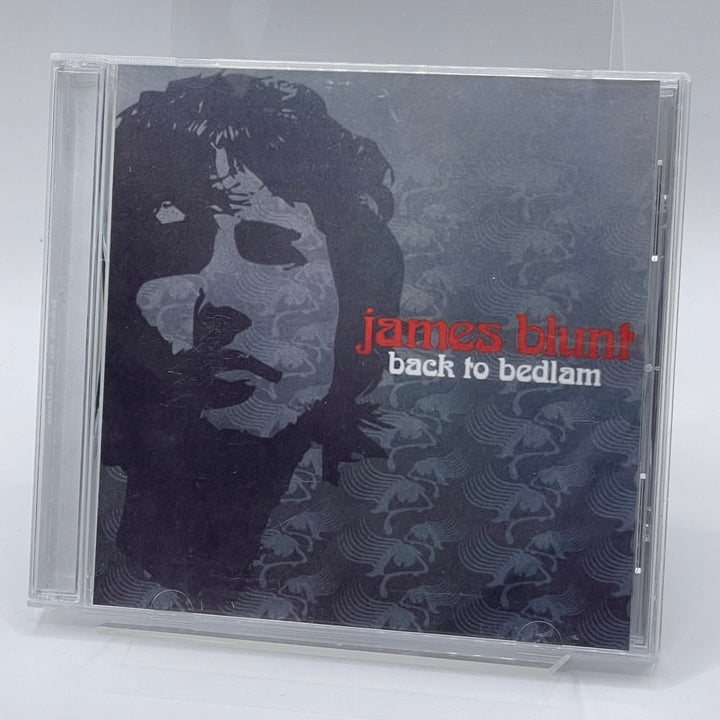 james blunt
back to bedlam